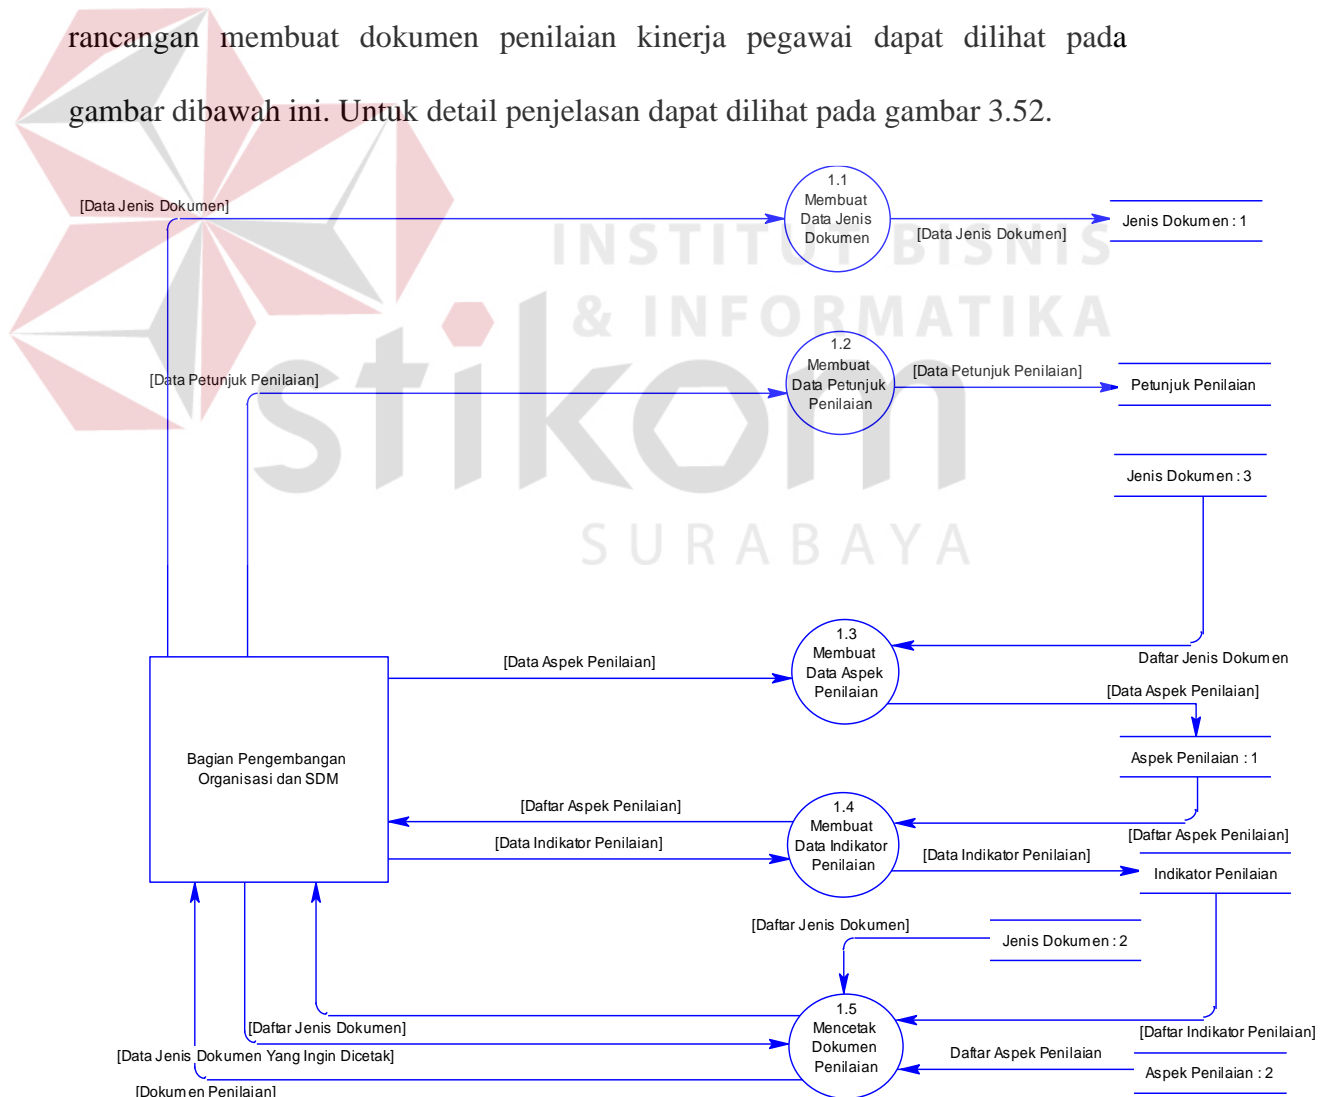 rancangan membuat dokumen penilaian kinerja pegawai dapat dilihat pada
gambar dibawah ini. Untuk detail penjelasan dapat dilihat pada gambar 3.52.
[Data Jenis Dokumen]
1.1
Membuat
Data Jenis
Dokumen
[Data Jenis Dokumen]
Jenis Dokumen : 1
INSTITUT BISNIS
& INFORMATIKA
stikom
SURABAYA
[Data Petunjuk Penilaian]
1.2
Membuat
Data Petunjuk
Penilaian
[Data Petunjuk Penilaian]
Petunjuk Penilaian
Jenis Dokumen : 3
[Data Aspek Penilaian]
1.3
Membuat
Data Aspek
Penilaian
Daftar Jenis Dokumen
[Data Aspek Penilaian]
Bagian Pengembangan
Organisasi dan SDM
Aspek Penilaian : 1
[Daftar Aspek Penilaian]
[Data Indikator Penilaian]
1.4
Membuat
Data Indikator
Penilaian
[Daftar Aspek Penilaian]
[Data Indikator Penilaian]
Indikator Penilaian
[Daftar Jenis Dokumen]
Jenis Dokumen : 2
[Daftar Jenis Dokumen]
[Data Jenis Dokumen Yang Ingin Dicetak]
[Dokumen Penilaian]
1.5
Mencetak
Dokumen
Penilaian
[Daftar Indikator Penilaian]
Daftar Aspek Penilaian
Aspek Penilaian : 2